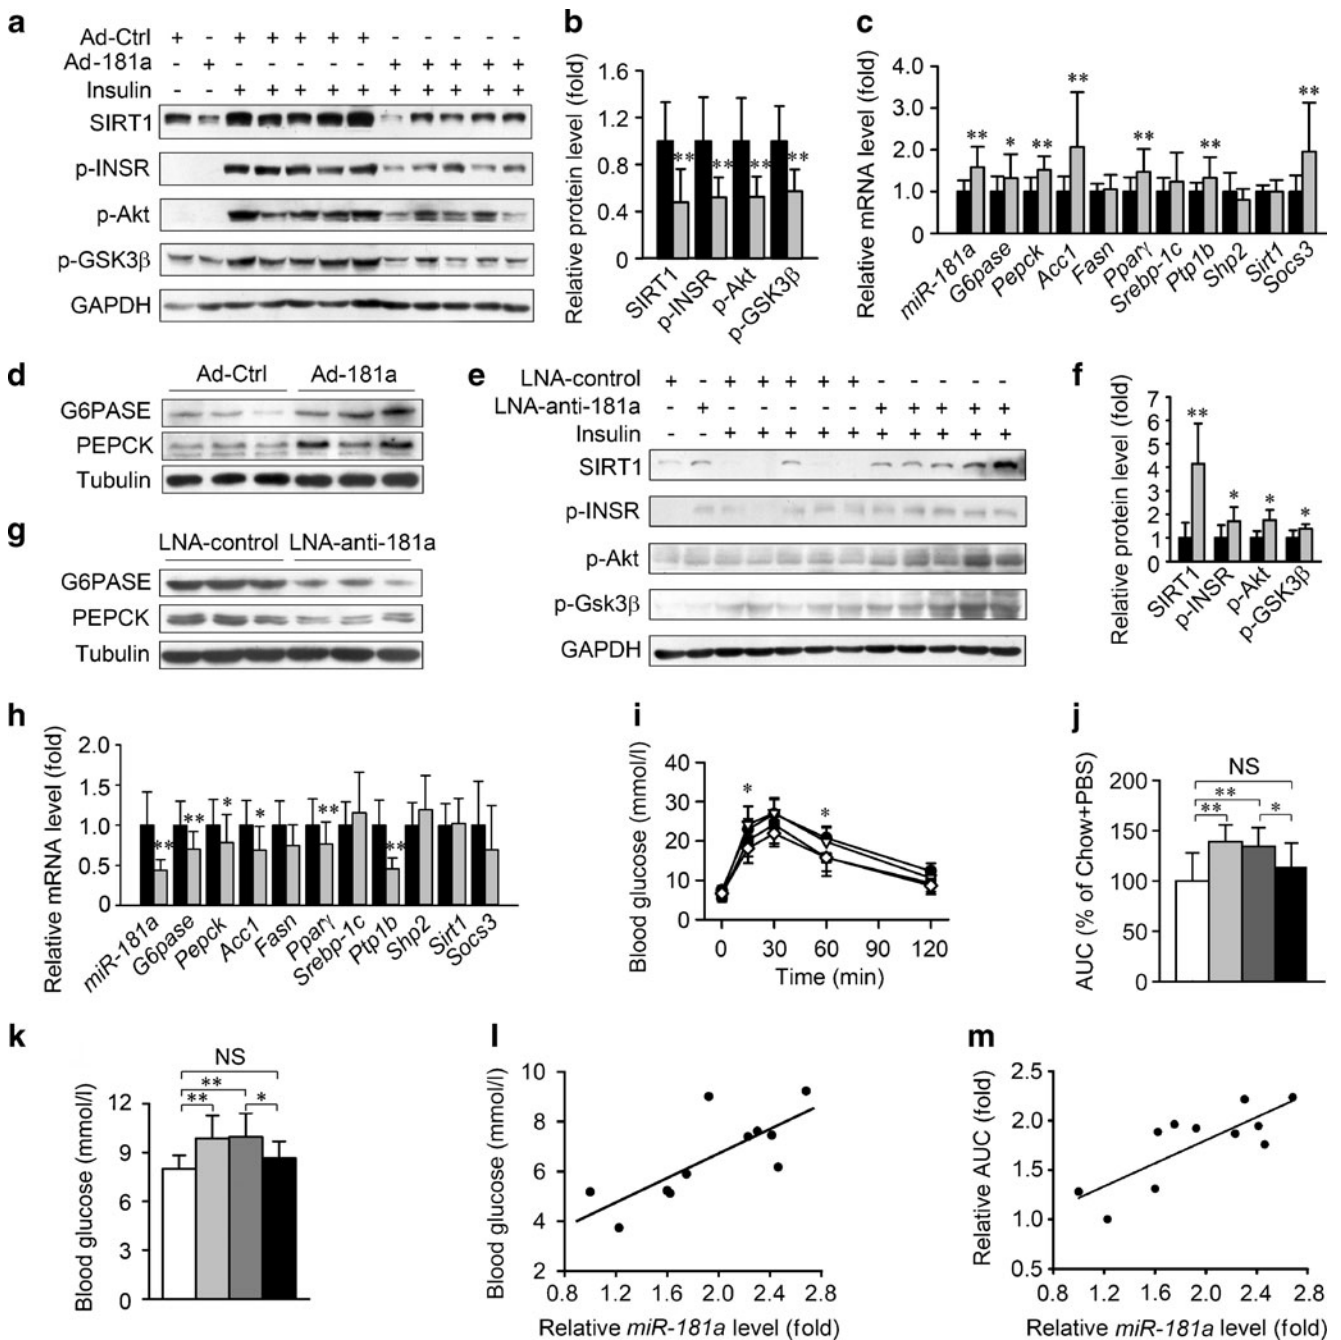 a
Ad-Ctrl + - + + + + + - - - - -
Ad-181a - + - - - - - + + + + +
Insulin - - + + + + + + + + + +
SIRT1
p-INSR
p-Akt
p-GSK3β
GAPDH
b
Relative protein level (fold)
1.6
1.2
0.8
0.4
0
** ** ** **
SIRT1 p-INSR p-Akt p-GSK3β
c
Relative mRNA level (fold)
4.0
3.0
2.0
1.0
0
** * ** ** ** ** **
miR-181a G6pase Pepck Acc1 Fasn Pparγ Srebp-1c Ptp1b Shp2 Sirt1 Socs3
d
Ad-Ctrl Ad-181a
G6PASE
PEPCK
Tubulin
e
LNA-control + - + + + + + - - - - -
LNA-anti-181a - + - - - - - + + + + +
Insulin - - + + + + + + + + + +
SIRT1
p-INSR
p-Akt
p-Gsk3β
GAPDH
f
Relative protein level (fold)
7
6
5
4
3
2
1
0
** * * *
SIRT1 p-INSR p-Akt p-GSK3β
g
LNA-control LNA-anti-181a
G6PASE
PEPCK
Tubulin
h
Relative mRNA level (fold)
2.0
1.5
1.0
0.5
0
** ** * * ** **
miR-181a G6pase Pepck Acc1 Fasn Pparγ Srebp-1c Ptp1b Shp2 Sirt1 Socs3
i
Blood glucose (mmol/l)
40
30
20
10
0
* *
0 30 60 90 120
Time (min)
j
AUC (% of Chow+PBS)
200
150
100
50
0
NS
**
** *
k
Blood glucose (mmol/l)
12
9
6
3
0
NS
**
** *
l
Blood glucose (mmol/l)
10
8
6
4
2
0.8 1.2 1.6 2.0 2.4 2.8
Relative miR-181a level (fold)
m
Relative AUC (fold)
2.5
2.0
1.5
1.0
0.5
0.8 1.2 1.6 2.0 2.4 2.8
Relative miR-181a level (fold)